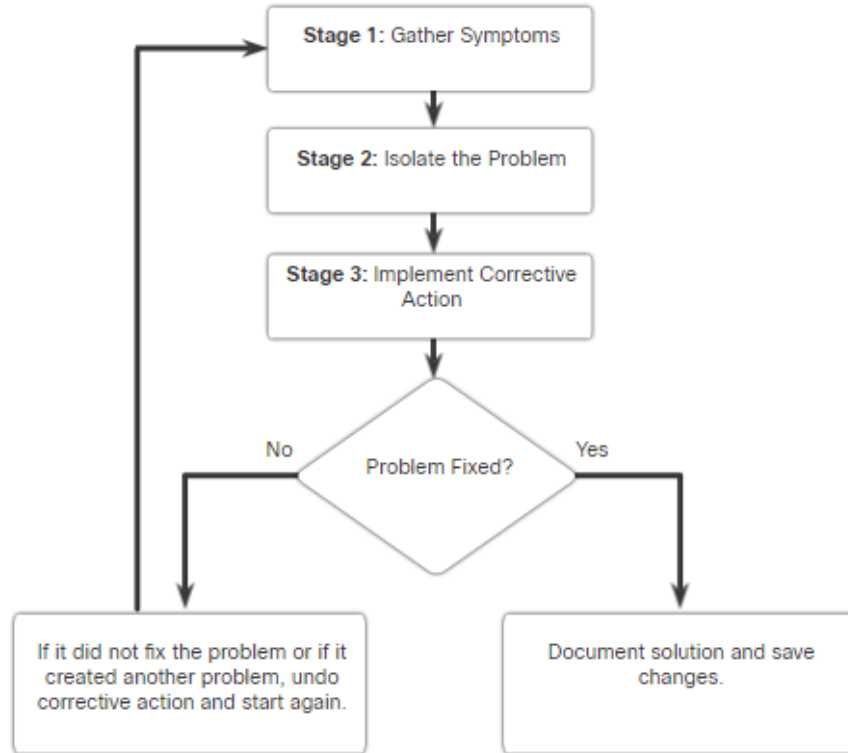 Stage 1: Gather Symptoms
Stage 2: Isolate the Problem
Stage 3: Implement Corrective
Action
No
Problem Fixed?
Yes
If it did not fix the problem or if it
created another problem, undo
corrective action and start again.
Document solution and save
changes.